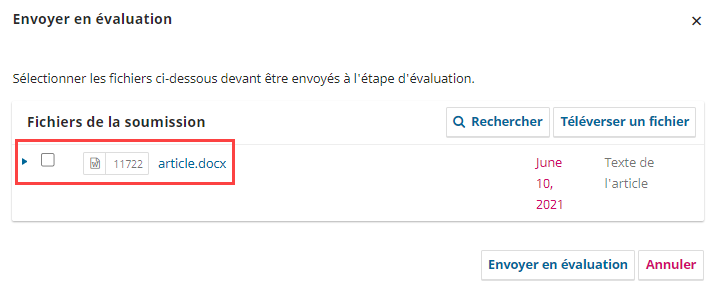 Envoyer en évaluation
×
Sélectionner les fichiers ci-dessous devant être envoyés à l'étape d'évaluation.
Fichiers de la soumission Rechercher Téléverser un fichier
11722 article.docx June Texte de
10, l'article
2021
Envoyer en évaluation Annuler